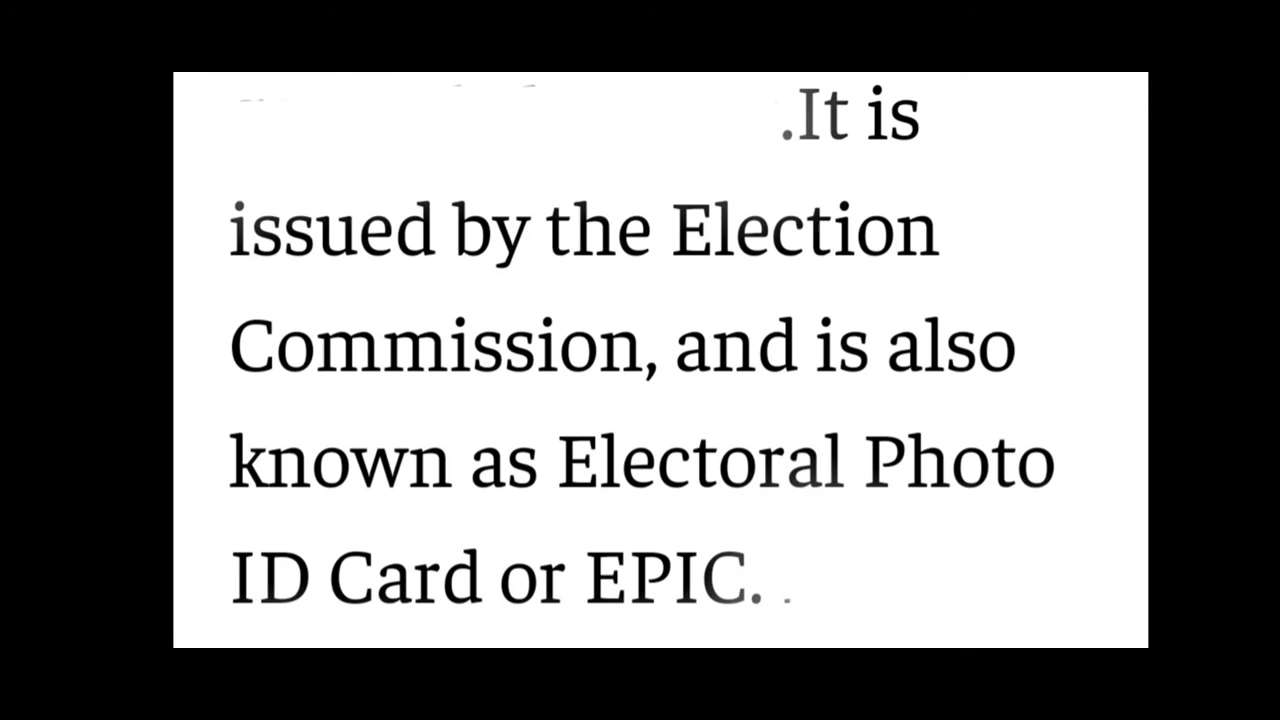 .It is
issued by the Election
Commission, and is also
known as Electoral Photo
ID Card or EPIC.